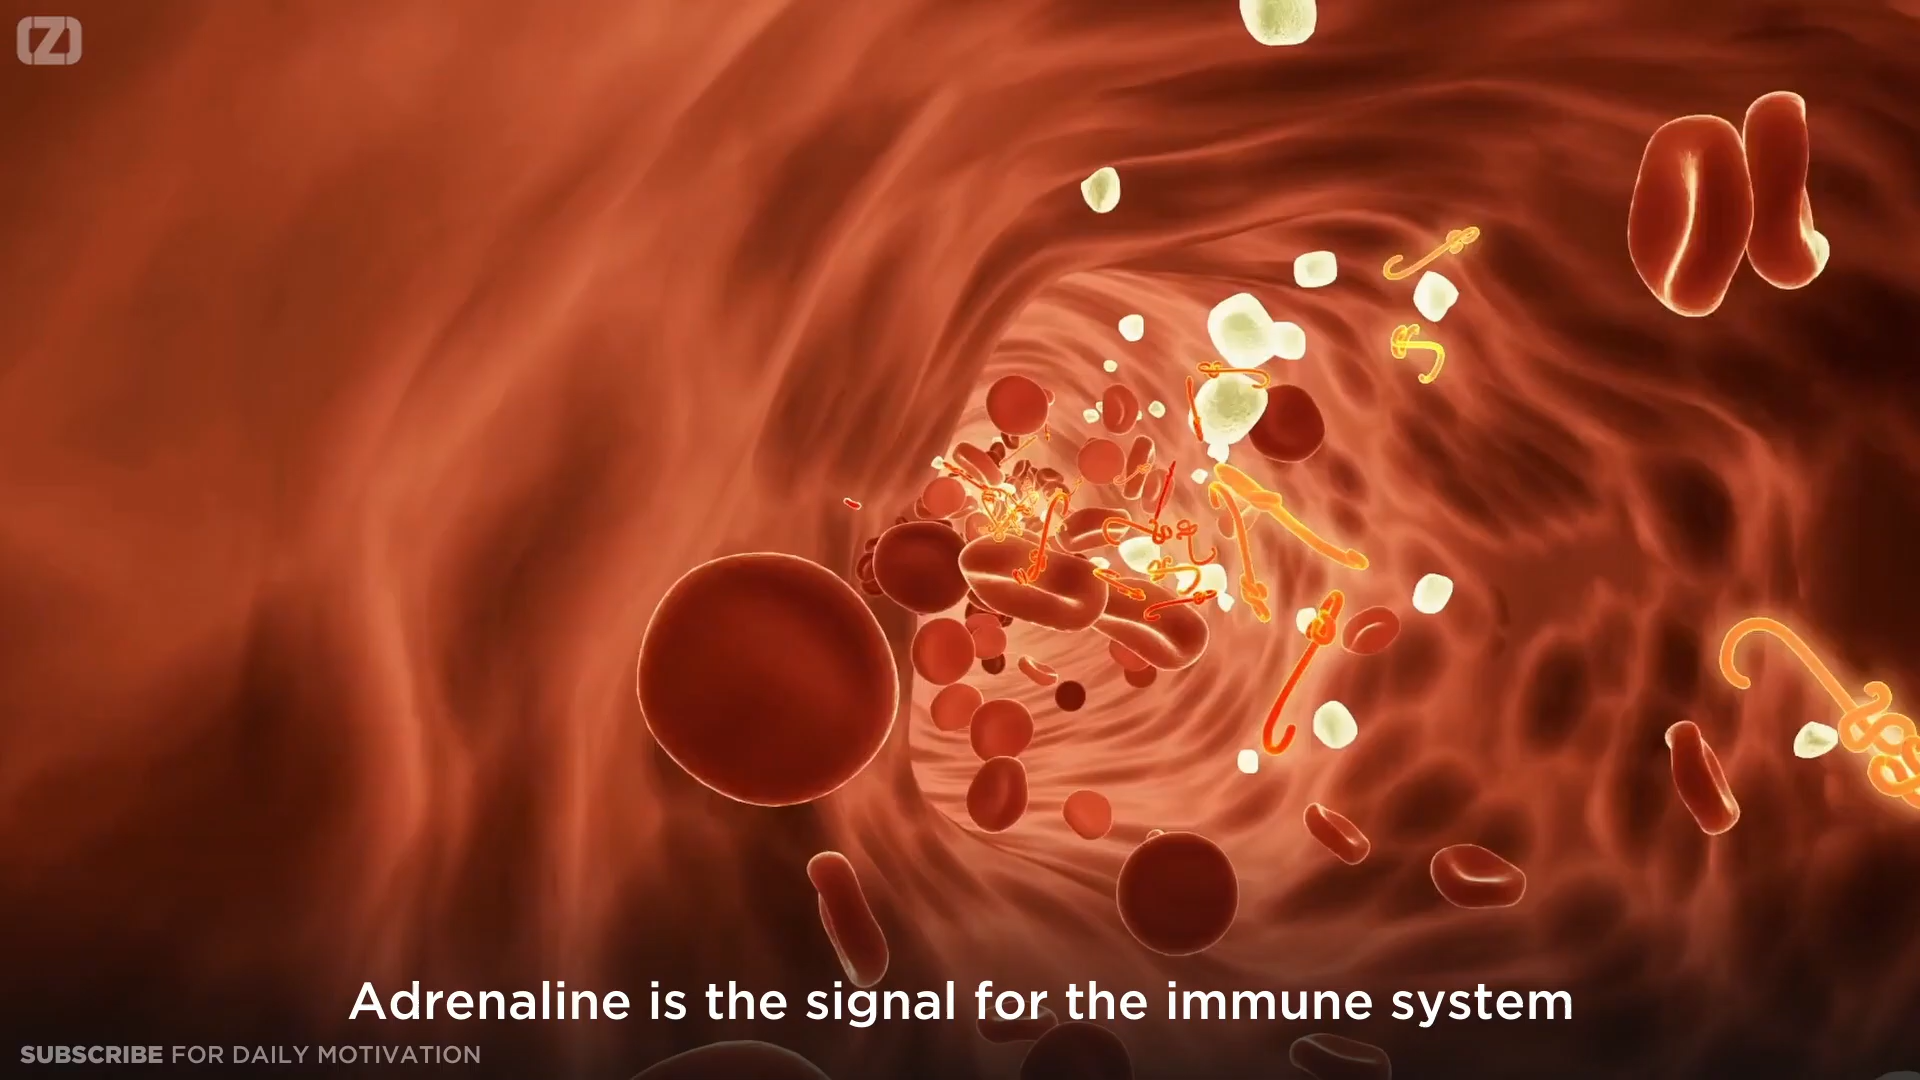 Z
Adrenaline is the signal for the immune system
SUBSCRIBE FOR DAILY MOTIVATION